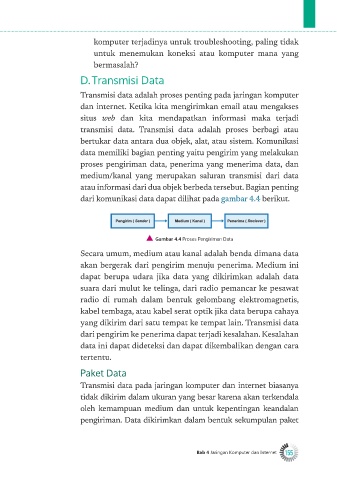 komputer terjadinya untuk troubleshooting, paling tidak
untuk menemukan koneksi atau komputer mana yang
bermasalah?
D. Transmisi Data
Transmisi data adalah proses penting pada jaringan komputer
dan internet. Ketika kita mengirimkan email atau mengakses
situs web dan kita mendapatkan informasi maka terjadi
transmisi data. Transmisi data adalah proses berbagi atau
bertukar data antara dua objek, alat, atau sistem. Komunikasi
data memiliki bagian penting yaitu pengirim yang melakukan
proses pengiriman data, penerima yang menerima data, dan
medium/kanal yang merupakan saluran transmisi dari data
atau informasi dari dua objek berbeda tersebut. Bagian penting
dari komunikasi data dapat dilihat pada gambar 4.4 berikut.
Pengirim ( Sender ) Medium ( Kanal ) Penerima ( Reciever )
Gambar 4.4 Proses Pengiriman Data
Secara umum, medium atau kanal adalah benda dimana data
akan bergerak dari pengirim menuju penerima. Medium ini
dapat berupa udara jika data yang dikirimkan adalah data
suara dari mulut ke telinga, dari radio pemancar ke pesawat
radio di rumah dalam bentuk gelombang elektromagnetis,
kabel tembaga, atau kabel serat optik jika data berupa cahaya
yang dikirim dari satu tempat ke tempat lain. Transmisi data
dari pengirim ke penerima dapat terjadi kesalahan. Kesalahan
data ini dapat dideteksi dan dapat dikembalikan dengan cara
tertentu.
Paket Data
Transmisi data pada jaringan komputer dan internet biasanya
tidak dikirim dalam ukuran yang besar karena akan terkendala
oleh kemampuan medium dan untuk kepentingan keandalan
pengiriman. Data dikirimkan dalam bentuk sekumpulan paket
Bab 4 Jaringan Komputer dan Internet 155